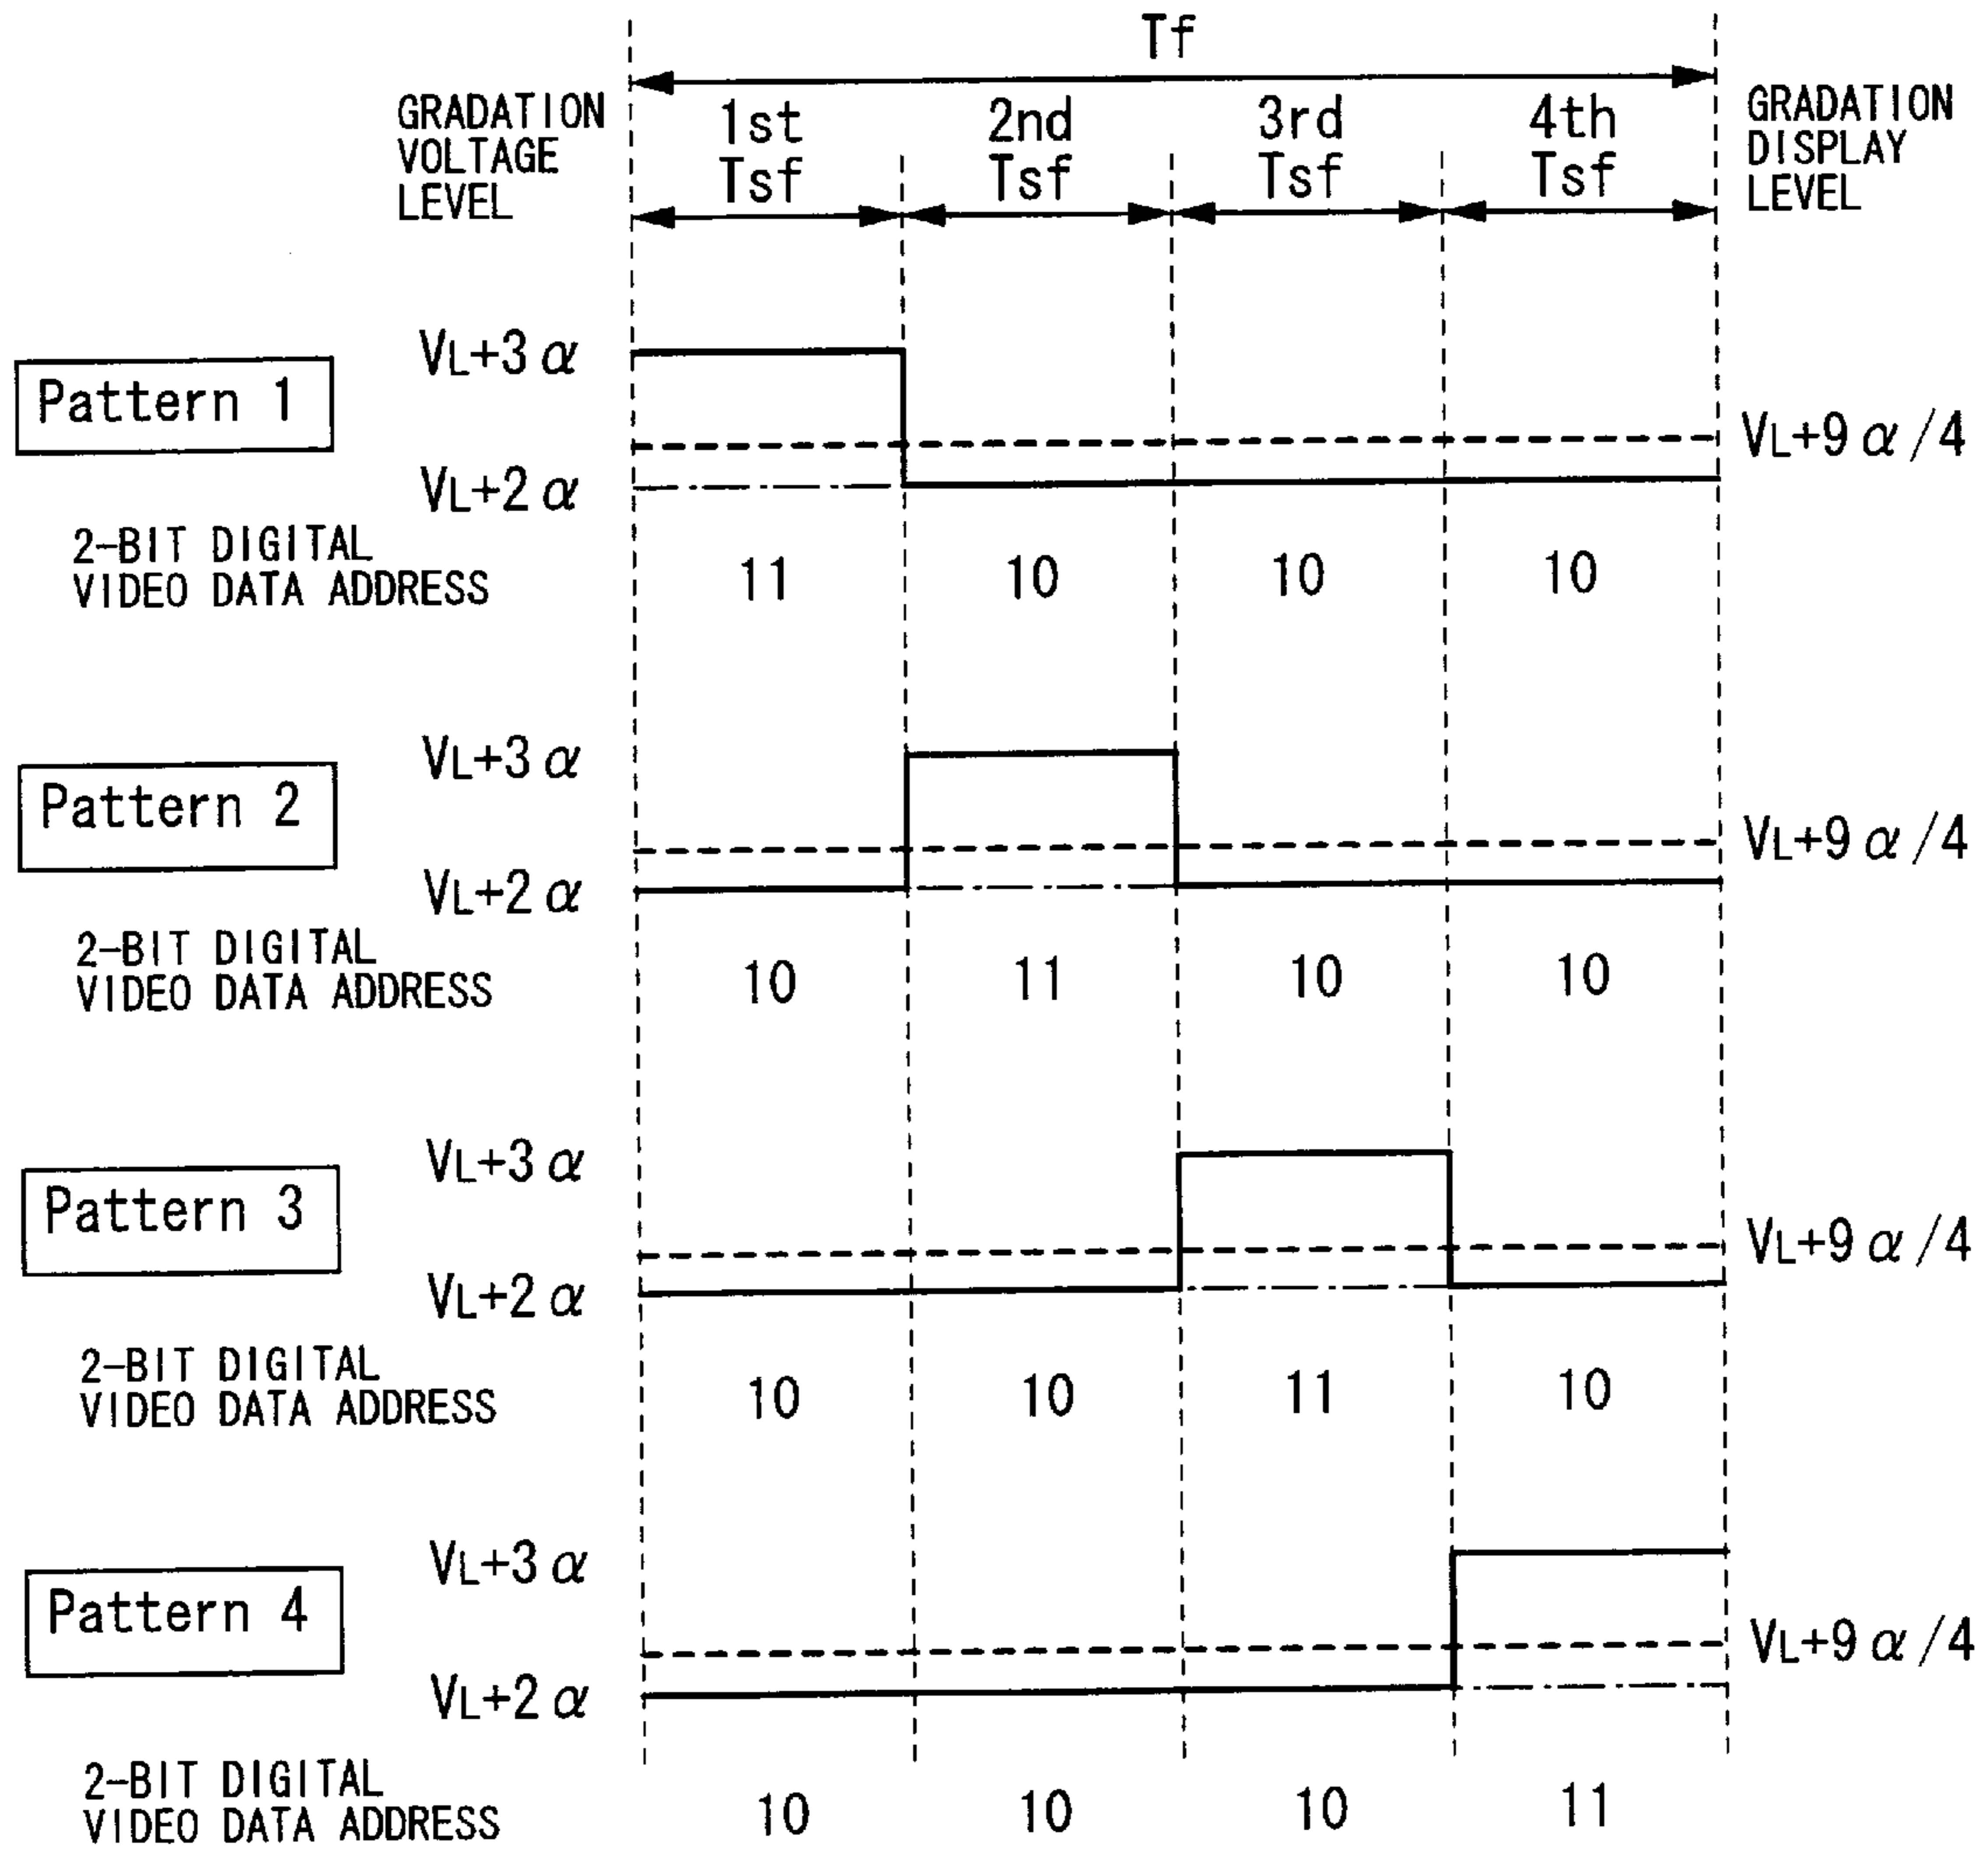 Tf
GRADATION
VOLTAGE
LEVEL
1st
Tsf
2nd
Tsf
3rd
Tsf
4th
Tsf
GRADATION
DISPLAY
LEVEL
Pattern 1
VL+3α
VL+2α
VL+9α/4
2-BIT DIGITAL
VIDEO DATA ADDRESS
11 10 10 10
Pattern 2
VL+3α
VL+2α
VL+9α/4
2-BIT DIGITAL
VIDEO DATA ADDRESS
10 11 10 10
Pattern 3
VL+3α
VL+2α
VL+9α/4
2-BIT DIGITAL
VIDEO DATA ADDRESS
10 10 11 10
Pattern 4
VL+3α
VL+2α
VL+9α/4
2-BIT DIGITAL
VIDEO DATA ADDRESS
10 10 10 11